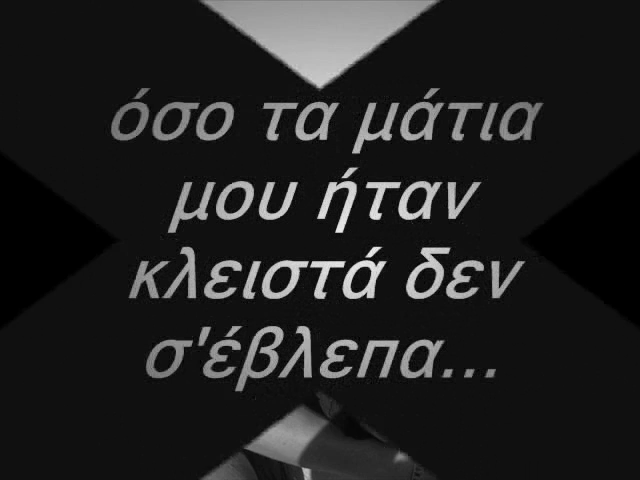 όσο τα μάτια
μου ήταν
κλειστά δεν
σ'έβλεπα...